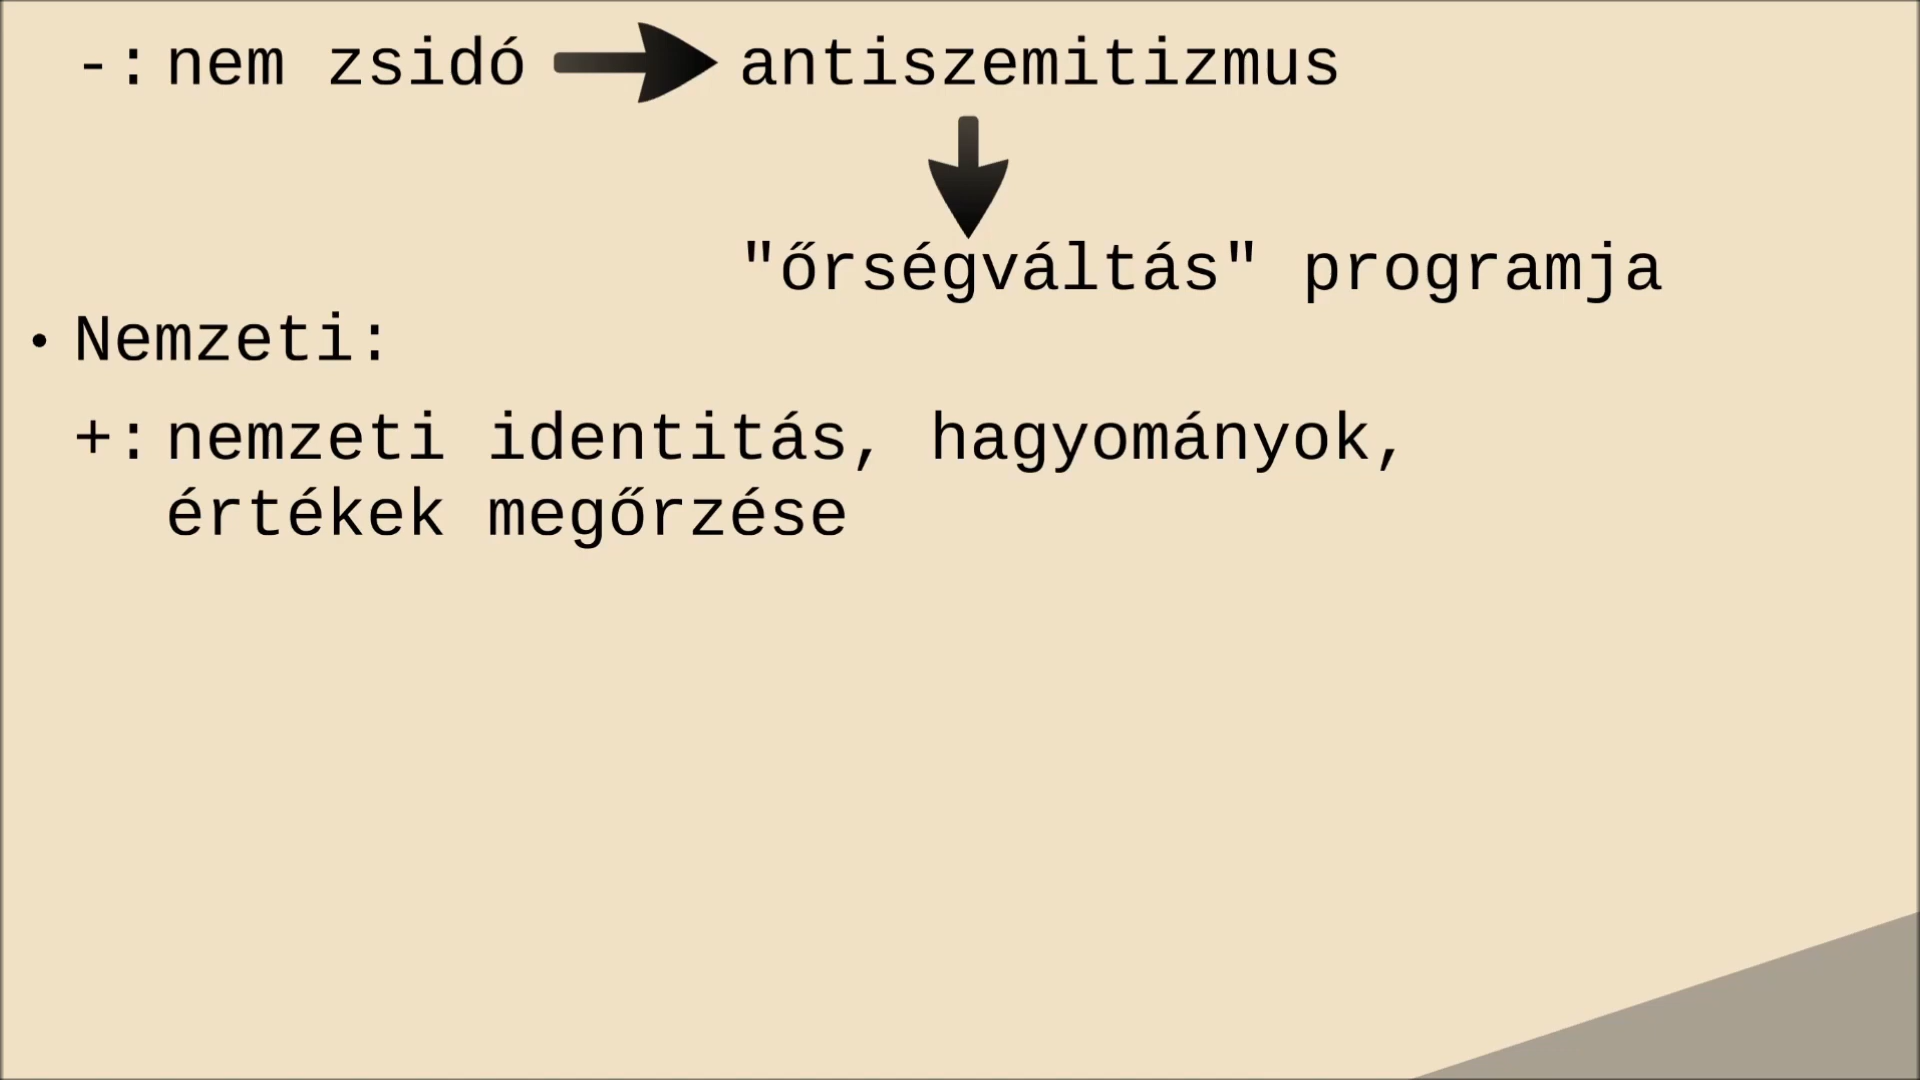 -: nem zsidó antiszemitizmus
"őrségváltás" programja
• Nemzeti:
+: nemzeti identitás, hagyományok,
értékek megőrzése